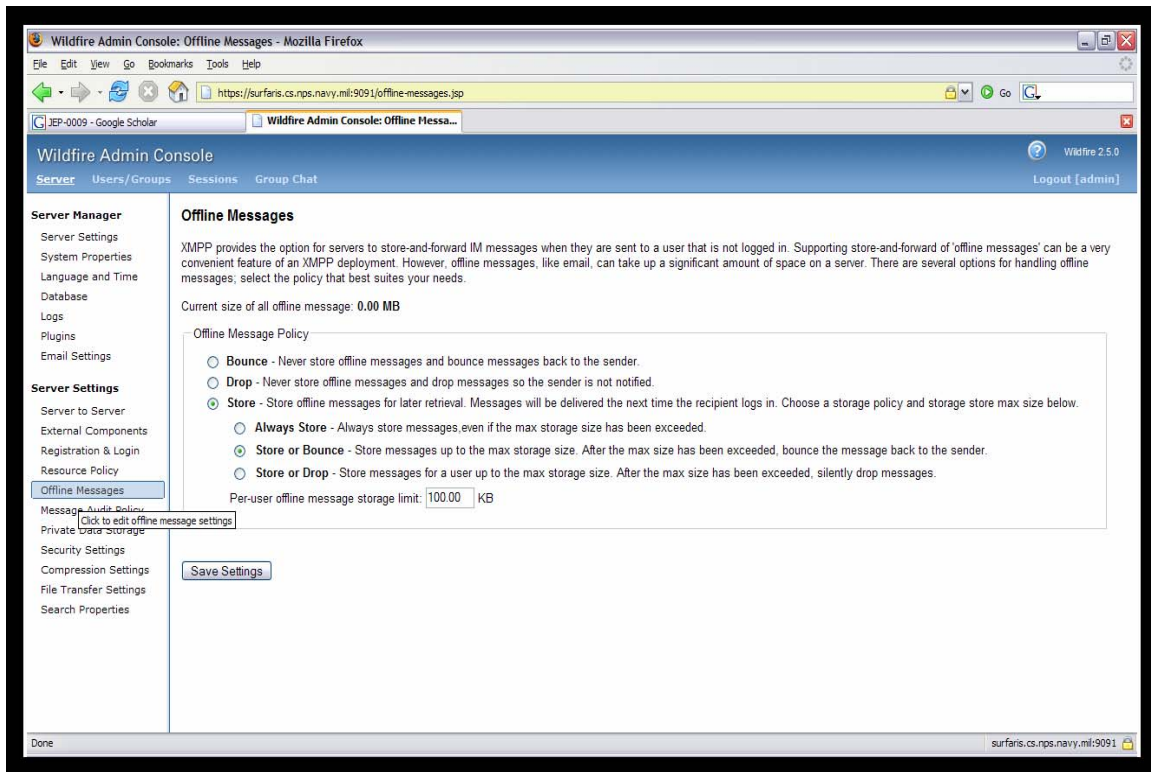 Wildfire Admin Console: Offline Messages - Mozilla Firefox
File Edit View Go Bookmarks Tools Help
https://surfaris.cs.nps.navy.mil:9091/offline-messages.jsp
Go
G JEP-0009 - Google Scholar
Wildfire Admin Console: Offline Messa...
Wildfire Admin Console
Wildfire 2.5.0
Server Users/Groups Sessions Group Chat
Logout [admin]
Server Manager
Server Settings
System Properties
Language and Time
Database
Logs
Plugins
Email Settings
Server Settings
Server to Server
External Components
Registration & Login
Resource Policy
Offline Messages
Message Audit Policy
Click to edit offline message settings
Private Data Storage
Security Settings
Compression Settings
File Transfer Settings
Search Properties
Offline Messages
XMPP provides the option for servers to store-and-forward IM messages when they are sent to a user that is not logged in. Supporting store-and-forward of 'offline messages' can be a very
convenient feature of an XMPP deployment. However, offline messages, like email, can take up a significant amount of space on a server. There are several options for handling offline
messages; select the policy that best suites your needs.
Current size of all offline message: 0.00 MB
Offline Message Policy
Bounce - Never store offline messages and bounce messages back to the sender.
Drop - Never store offline messages and drop messages so the sender is not notified.
Store - Store offline messages for later retrieval. Messages will be delivered the next time the recipient logs in. Choose a storage policy and storage store max size below.
Always Store - Always store messages,even if the max storage size has been exceeded.
Store or Bounce - Store messages up to the max storage size. After the max size has been exceeded, bounce the message back to the sender.
Store or Drop - Store messages for a user up to the max storage size. After the max size has been exceeded, silently drop messages.
Per-user offline message storage limit: 100.00 KB
Save Settings
Done
surfaris.cs.nps.navy.mil:9091